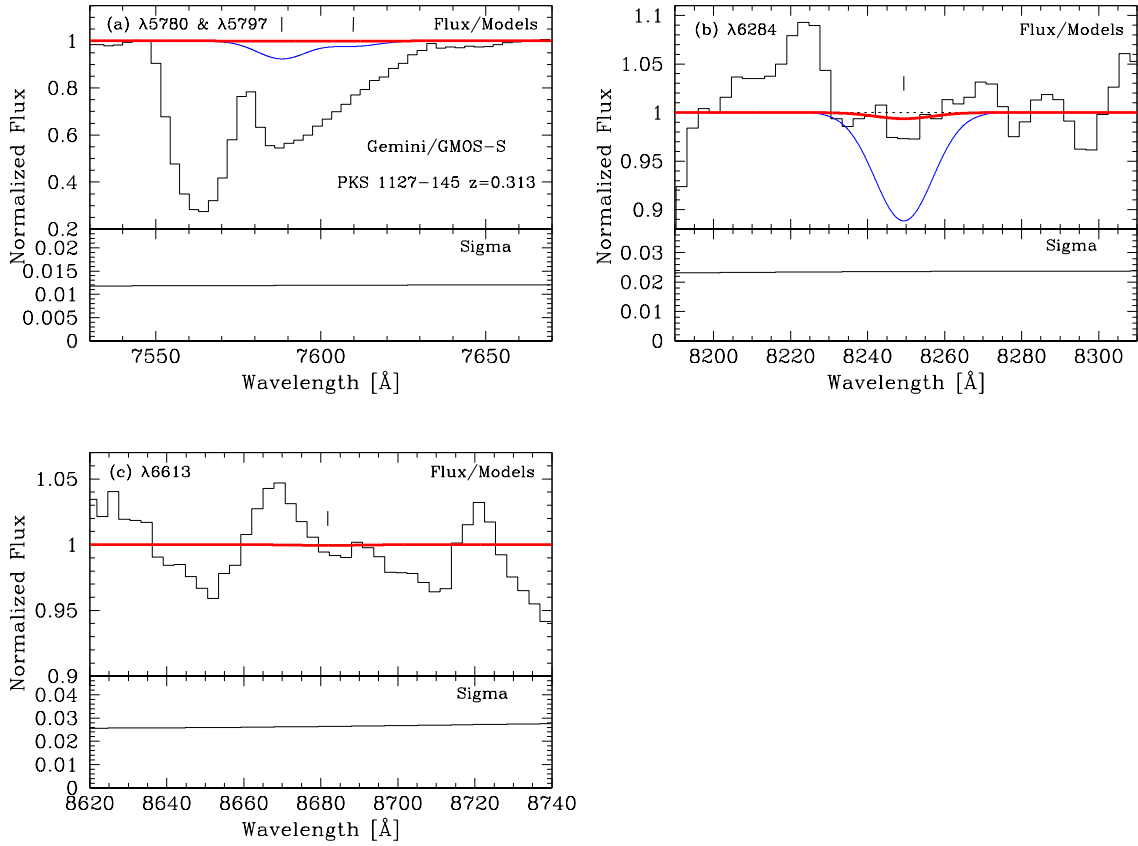 (a) λ5780 & λ5797 Flux/Models
1
0.8
0.6
0.4
0.2
Normalized Flux
Gemini/GMOS-S
PKS 1127-145 z=0.313
Sigma
0.02
0.015
0.01
0.005
0
7550 7600 7650
Wavelength [Å]
(b) λ6284 Flux/Models
1.1
1.05
1
0.95
0.9
Normalized Flux
Sigma
0.03
0.02
0.01
0
8200 8220 8240 8260 8280 8300
Wavelength [Å]
(c) λ6613 Flux/Models
1.05
1
0.95
0.9
Normalized Flux
Sigma
0.04
0.03
0.02
0.01
0
8620 8640 8660 8680 8700 8720 8740
Wavelength [Å]